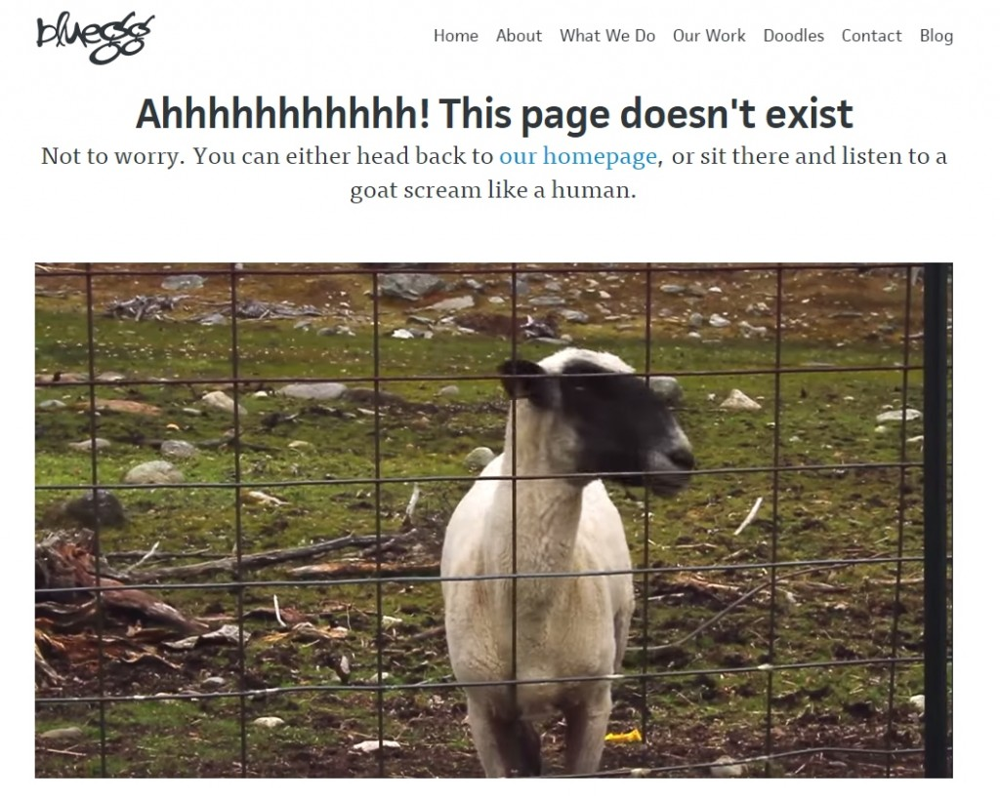 bluegg
Home About What We Do Our Work Doodles Contact Blog
Ahhhhhhhhhhhh! This page doesn't exist
Not to worry. You can either head back to our homepage, or sit there and listen to a
goat scream like a human.